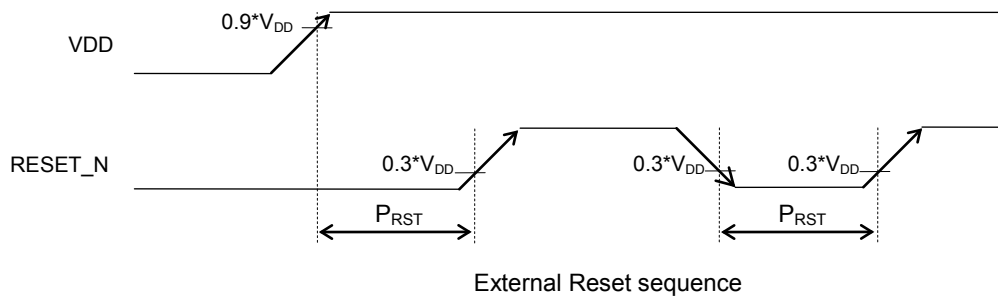 0.9*VDD
VDD
RESET_N
0.3*VDD
0.3*VDD
0.3*VDD
PRST
PRST
External Reset sequence